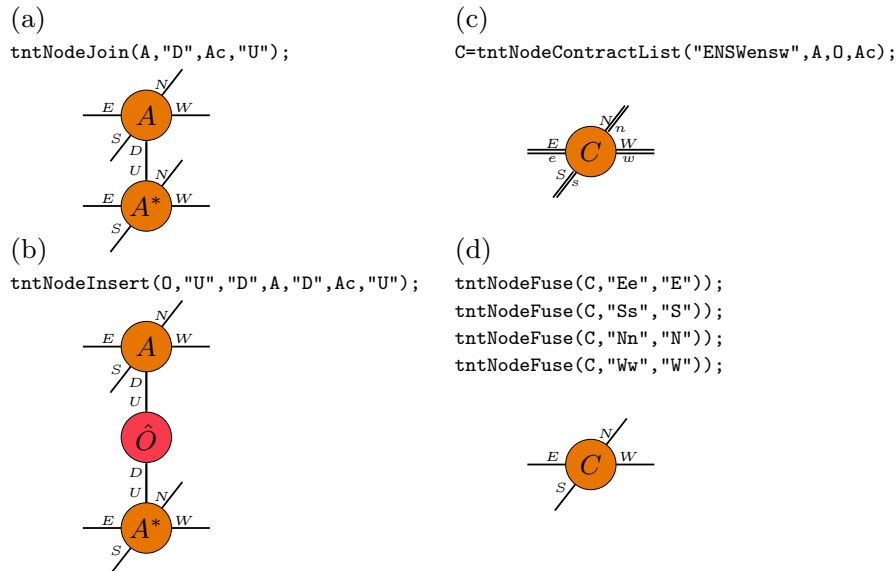 (a)
tntNodeJoin(A,"D",Ac,"U");
N
E A W
S
D
U
N
E A* W
S
(b)
tntNodeInsert(O,"U","D",A,"D",Ac,"U");
N
E A W
S
D
U
Ô
D
U
N
E A* W
S
(c)
C=tntNodeContractList("ENSWensw",A,O,Ac);
N n
E C W
e w
S s
(d)
tntNodeFuse(C,"Ee","E"));
tntNodeFuse(C,"Ss","S"));
tntNodeFuse(C,"Nn","N"));
tntNodeFuse(C,"Ww","W"));
N
E C W
S